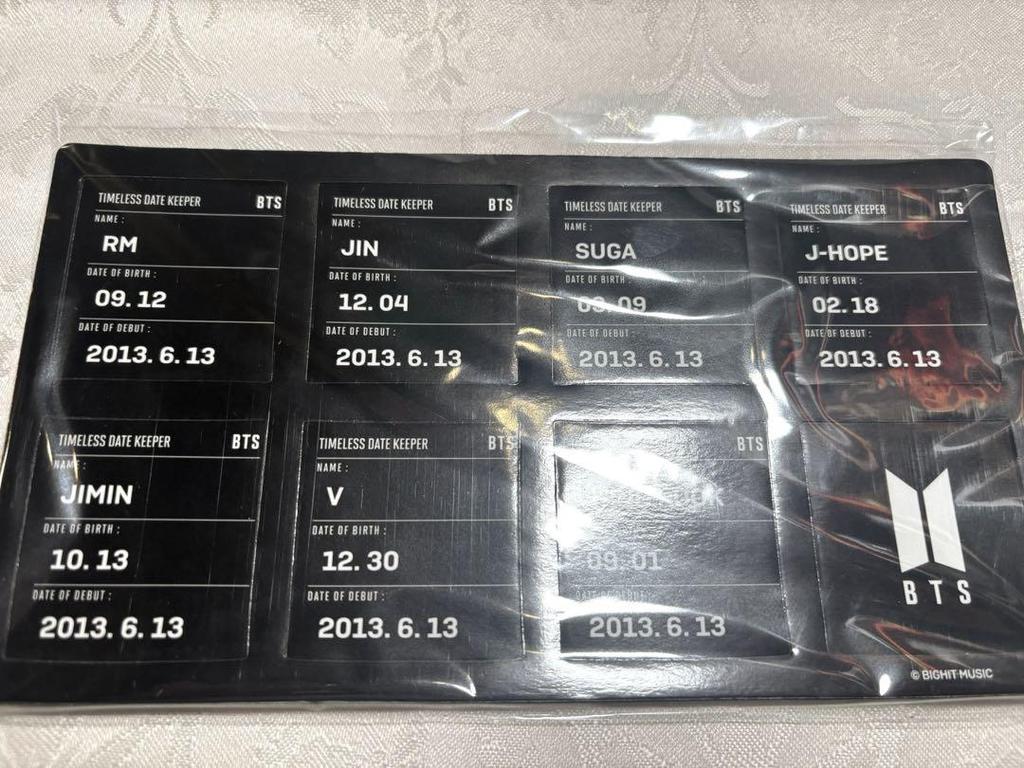 TIMELESS DATE KEEPER BTS
NAME :
RM
DATE OF BIRTH :
09. 12
DATE OF DEBUT :
2013. 6. 13
TIMELESS DATE KEEPER BTS
NAME :
JIN
DATE OF BIRTH :
12. 04
DATE OF DEBUT :
2013. 6. 13
TIMELESS DATE KEEPER BTS
NAME :
SUGA
DATE OF BIRTH :
03. 09
DATE OF DEBUT :
2013. 6. 13
TIMELESS DATE KEEPER BTS
NAME :
J-HOPE
DATE OF BIRTH :
02. 18
DATE OF DEBUT :
2013. 6. 13
TIMELESS DATE KEEPER BTS
NAME :
JIMIN
DATE OF BIRTH :
10. 13
DATE OF DEBUT :
2013. 6. 13
TIMELESS DATE KEEPER BTS
NAME :
V
DATE OF BIRTH :
12. 30
DATE OF DEBUT :
2013. 6. 13
BTS
09. 01
DATE OF DEBUT :
2013. 6. 13
BTS
© BIGHIT MUSIC